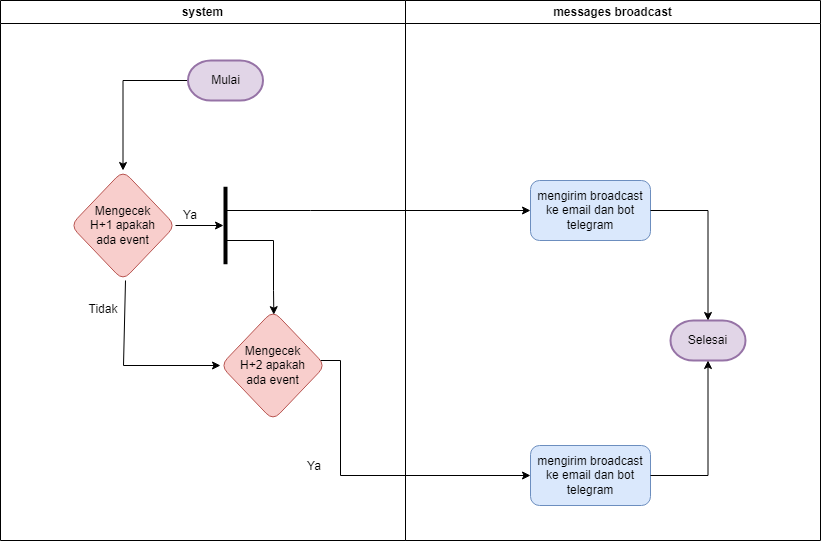 system
messages broadcast
Mulai
Mengecek
H+1 apakah
ada event
Ya
mengirim broadcast
ke email dan bot
telegram
Tidak
Mengecek
H+2 apakah
ada event
Selesai
Ya
mengirim broadcast
ke email dan bot
telegram